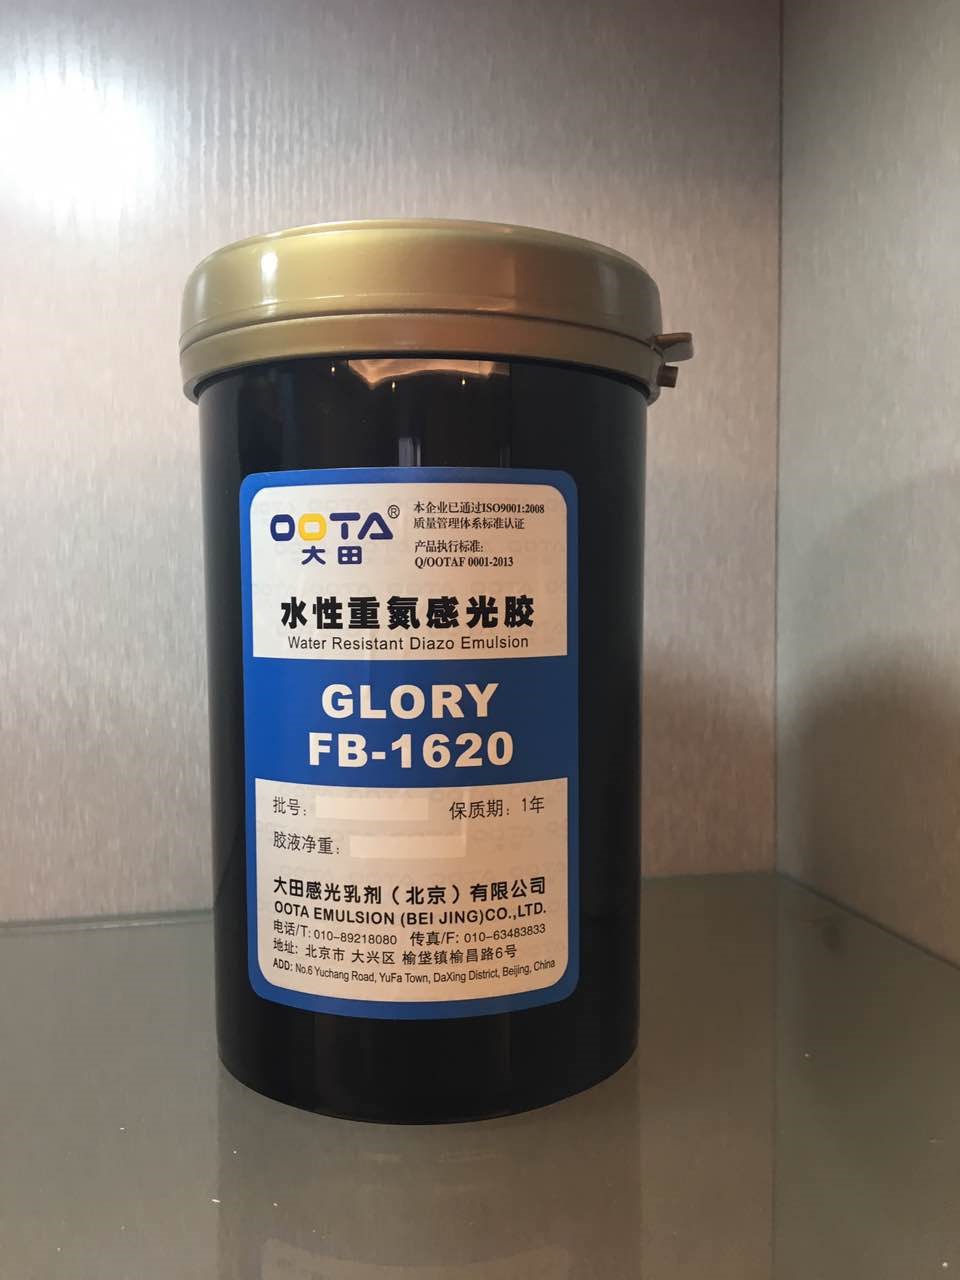 OOTA®
大田
本企业已通过ISO9001:2008
质量管理体系标准认证
产品执行标准:
Q/OOTAF 0001-2013
水性重氮感光胶
Water Resistant Diazo Emulsion
GLORY
FB-1620
批号: 保质期: 1年
胶液净重:
大田感光乳剂（北京）有限公司
OOTA EMULSION (BEI JING)CO.,LTD.
电话/T: 010-89218080 传真/F: 010-63483833
地址: 北京市 大兴区 榆垡镇榆昌路6号
ADD: No.6 Yuchang Road, YuFa Town, DaXing District, Beijing, China